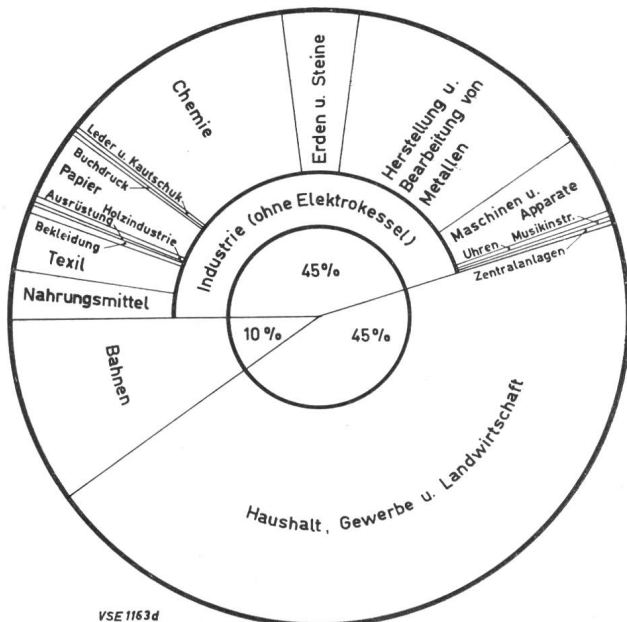 Erden u. Steine
Chemie
Herstellung u.
Bearbeitung von
Metallen
Leder u. Kautschuk
Buchdruck
Papier
Holzindustrie
Ausrüstung
Bekleidung
Texil
Nahrungsmittel
Industrie (ohne Elektrokessel)
Maschinen u.
Apparate
Musikinstr.
Uhren
Zentralanlagen
45%
10%
45%
Bahnen
Haushalt, Gewerbe u. Landwirtschaft
VSE 1163d